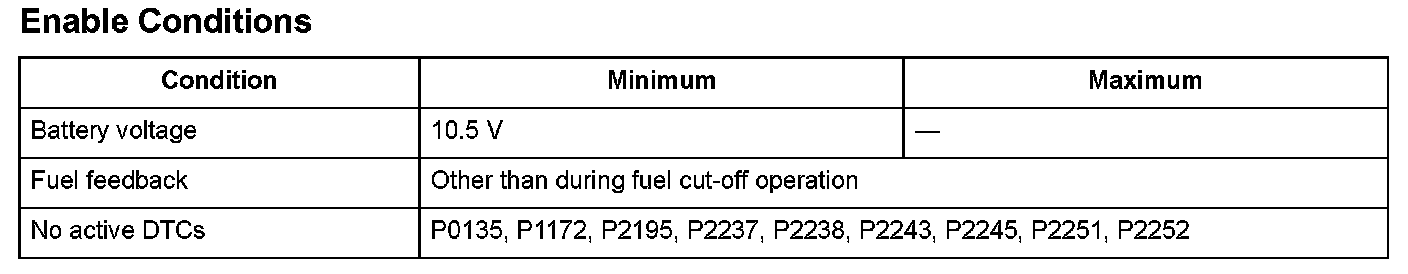 Enable Conditions
Condition Minimum Maximum
Battery voltage 10.5 V —
Fuel feedback Other than during fuel cut-off operation
No active DTCs P0135, P1172, P2195, P2237, P2238, P2243, P2245, P2251, P2252